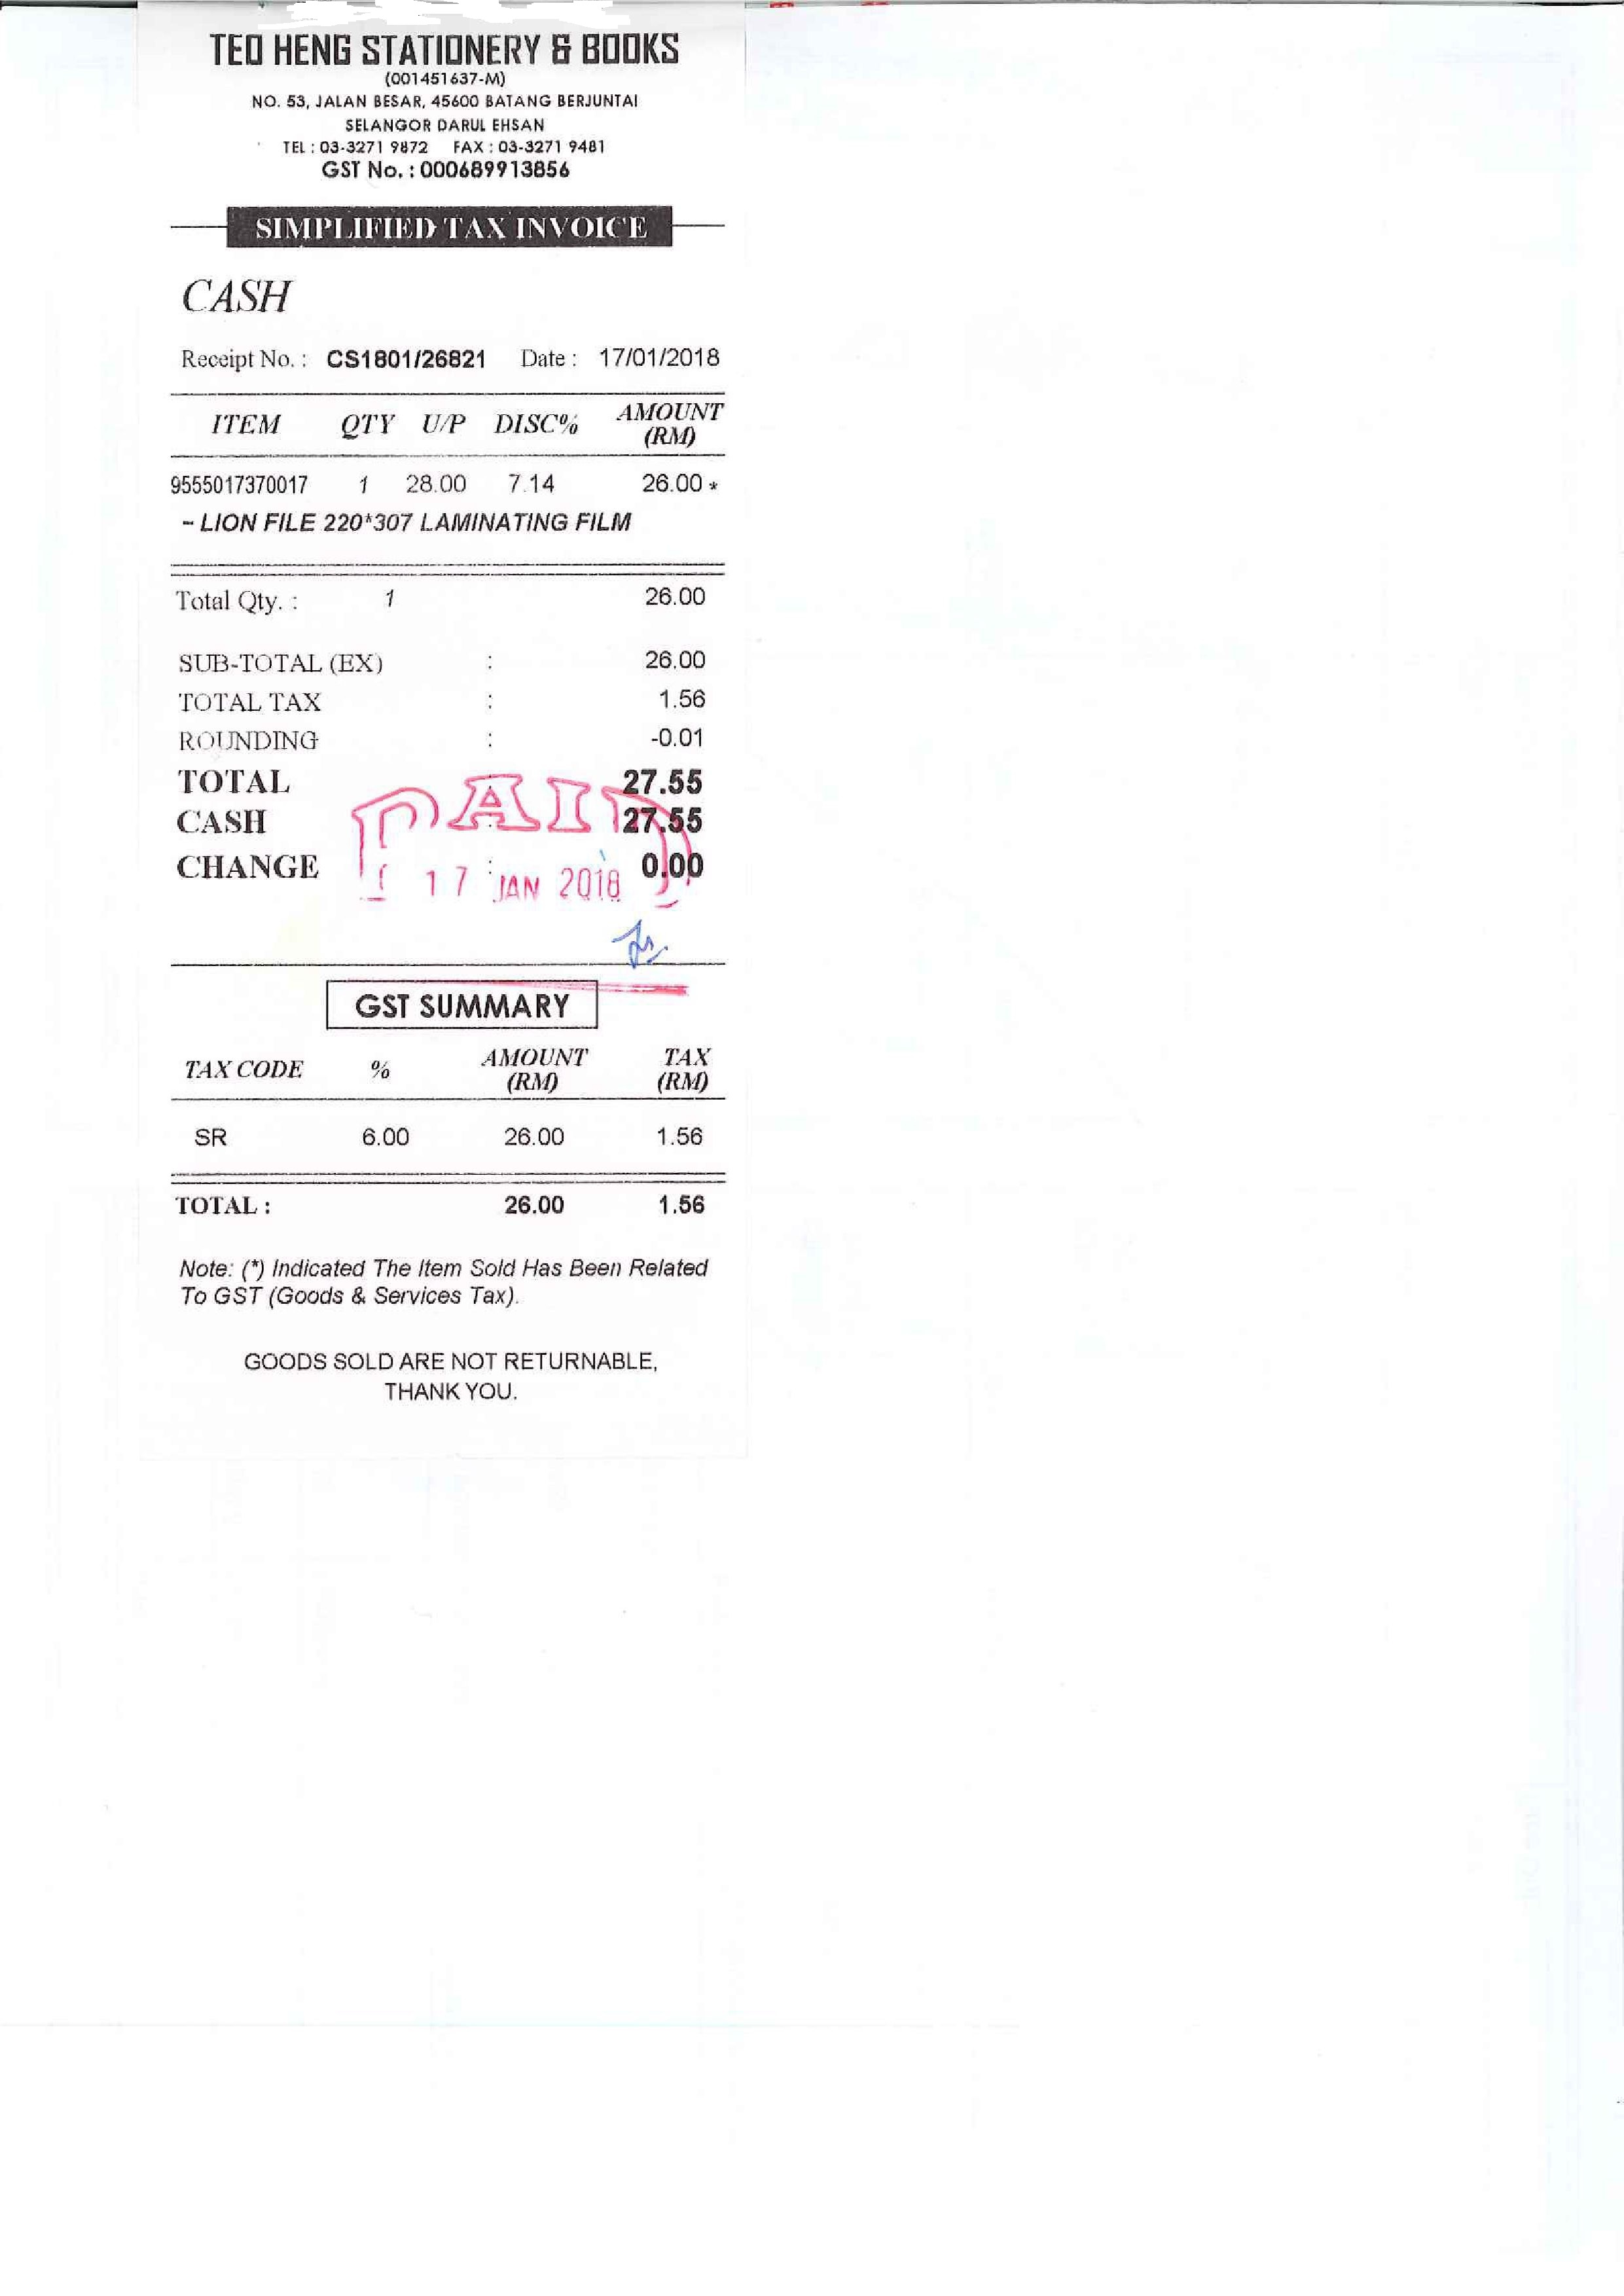 TEO HENG STATIONERY & BOOKS
(001451637-M)
NO. 53, JALAN BESAR, 45600 BATANG BERJUNTAI
SELANGOR DARUL EHSAN
TEL : 03-3271 9872 FAX : 03-3271 9481
GST No. : 000689913856
SIMPLIFIED TAX INVOICE
CASH
Receipt No. : CS1801/26821 Date : 17/01/2018
ITEM QTY U/P DISC% AMOUNT (RM)
9555017370017 1 28.00 7.14 26.00 *
- LION FILE 220*307 LAMINATING FILM
Total Qty. : 1 26.00
SUB-TOTAL (EX) : 26.00
TOTAL TAX : 1.56
ROUNDING : -0.01
TOTAL 27.55
CASH : 27.55
CHANGE : 0.00
PAID
17 JAN 2018
GST SUMMARY
TAX CODE % AMOUNT (RM) TAX (RM)
SR 6.00 26.00 1.56
TOTAL : 26.00 1.56
Note: (*) Indicated The Item Sold Has Been Related
To GST (Goods & Services Tax).
GOODS SOLD ARE NOT RETURNABLE,
THANK YOU.